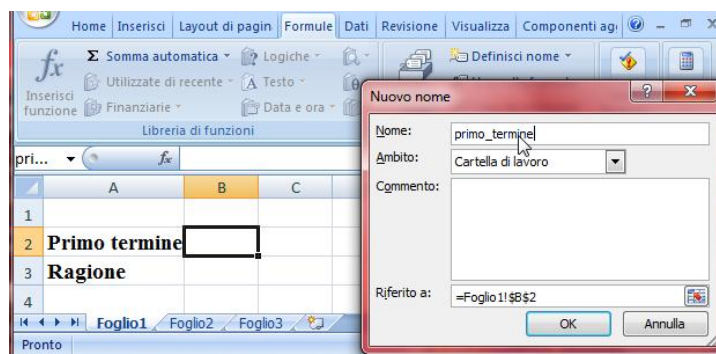 Home Inserisci Layout di pagin Formule Dati Revisione Visualizza Componenti agg
Σ Somma automatica Logiche Definisci nome
Inserisci funzione Utilizzate di recente Testo
Finanziarie Data e ora
Libreria di funzioni
pri... fx
A B C
1
2 Primo termine
3 Ragione
4
Foglio1 Foglio2 Foglio3
Pronto
Nuovo nome
Nome: primo_termine
Ambito: Cartella di lavoro
Commento:
Riferito a: =Foglio1!$B$2
OK Annulla